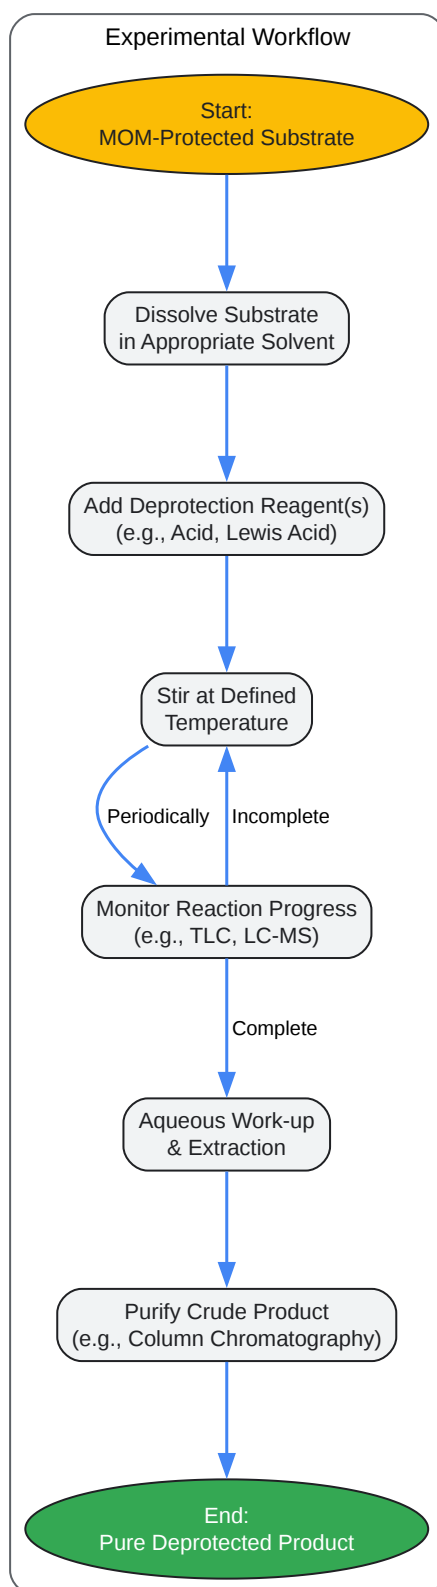 Experimental Workflow
Start:
MOM-Protected Substrate
Dissolve Substrate
in Appropriate Solvent
Add Deprotection Reagent(s)
(e.g., Acid, Lewis Acid)
Stir at Defined
Temperature
Periodically
Incomplete
Monitor Reaction Progress
(e.g., TLC, LC-MS)
Complete
Aqueous Work-up
& Extraction
Purify Crude Product
(e.g., Column Chromatography)
End:
Pure Deprotected Product